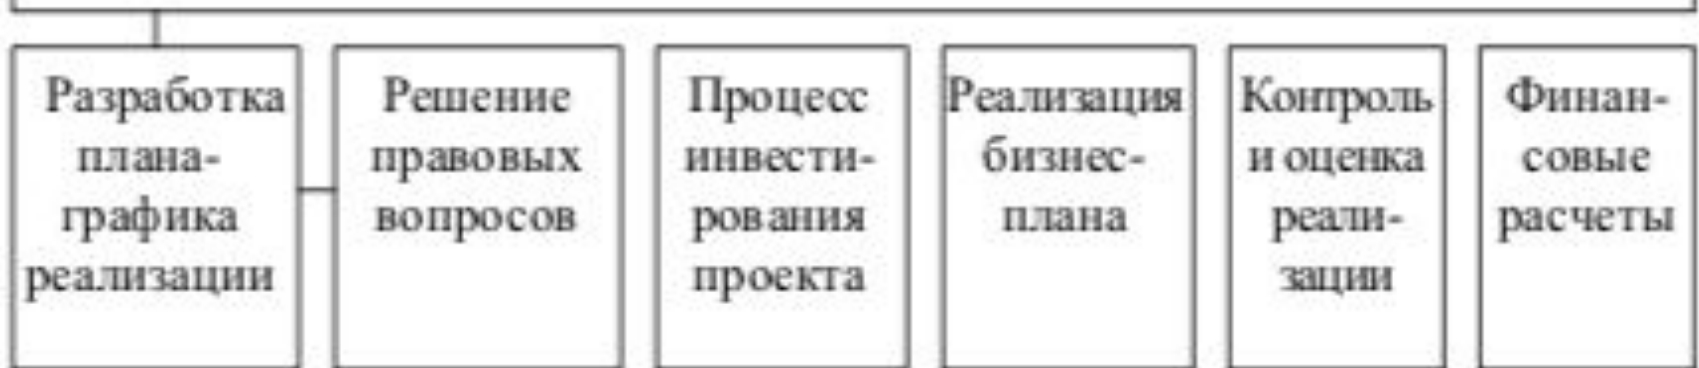 Разработка
плана-
графика
реализации
Решение
правовых
вопросов
Процесс
инвести-
рования
проекта
Реализация
бизнес-
плана
Контроль
и оценка
реали-
зации
Финан-
совые
расчеты